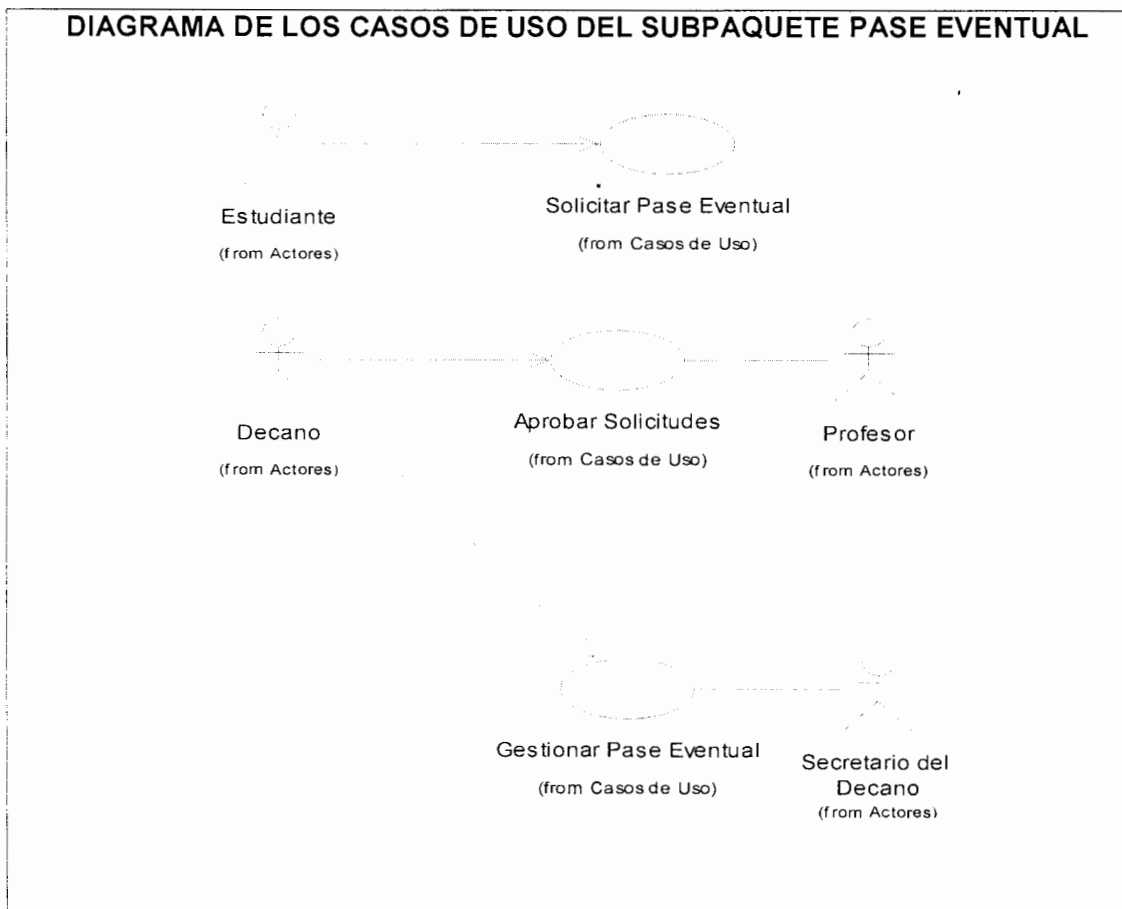 DIAGRAMA DE LOS CASOS DE USO DEL SUBPAQUETE PASE EVENTUAL
Estudiante
(from Actores)
Solicitar Pase Eventual
(from Casos de Uso)
Decano
(from Actores)
Aprobar Solicitudes
(from Casos de Uso)
Profesor
(from Actores)
Gestionar Pase Eventual
(from Casos de Uso)
Secretario del
Decano
(from Actores)